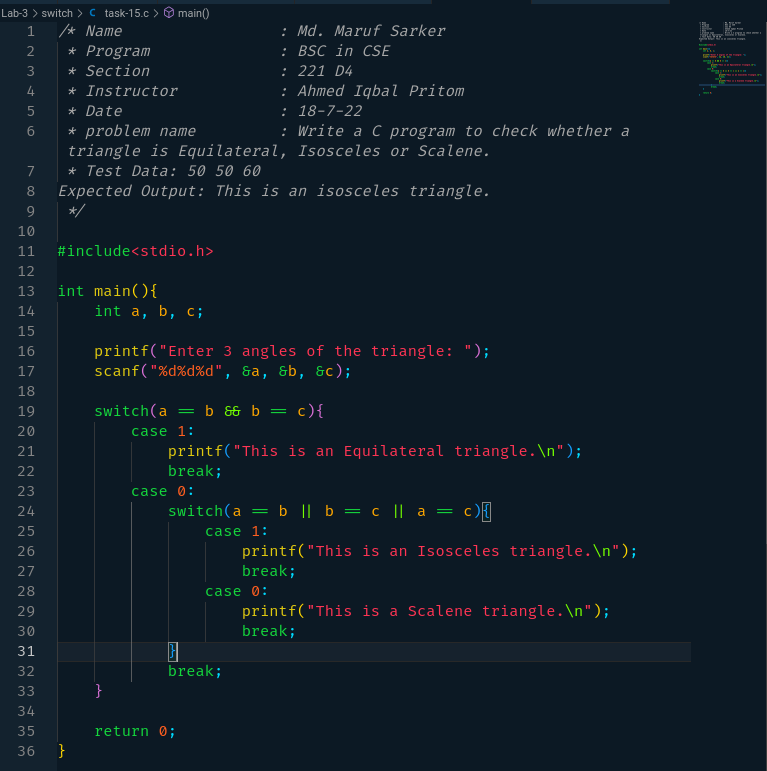 Lab-3 > switch > C task-15.c > main()
1 /* Name : Md. Maruf Sarker
2 * Program : BSC in CSE
3 * Section : 221 D4
4 * Instructor : Ahmed Iqbal Pritom
5 * Date : 18-7-22
6 * problem name : Write a C program to check whether a
triangle is Equilateral, Isosceles or Scalene.
7 * Test Data: 50 50 60
8 Expected Output: This is an isosceles triangle.
9 */
10
11 #include<stdio.h>
12
13 int main(){
14 int a, b, c;
15
16 printf("Enter 3 angles of the triangle: ");
17 scanf("%d%d%d", &a, &b, &c);
18
19 switch(a == b && b == c){
20 case 1:
21 printf("This is an Equilateral triangle.\n");
22 break;
23 case 0:
24 switch(a == b || b == c || a == c){
25 case 1:
26 printf("This is an Isosceles triangle.\n");
27 break;
28 case 0:
29 printf("This is a Scalene triangle.\n");
30 break;
31 }
32 break;
33 }
34
35 return 0;
36 }